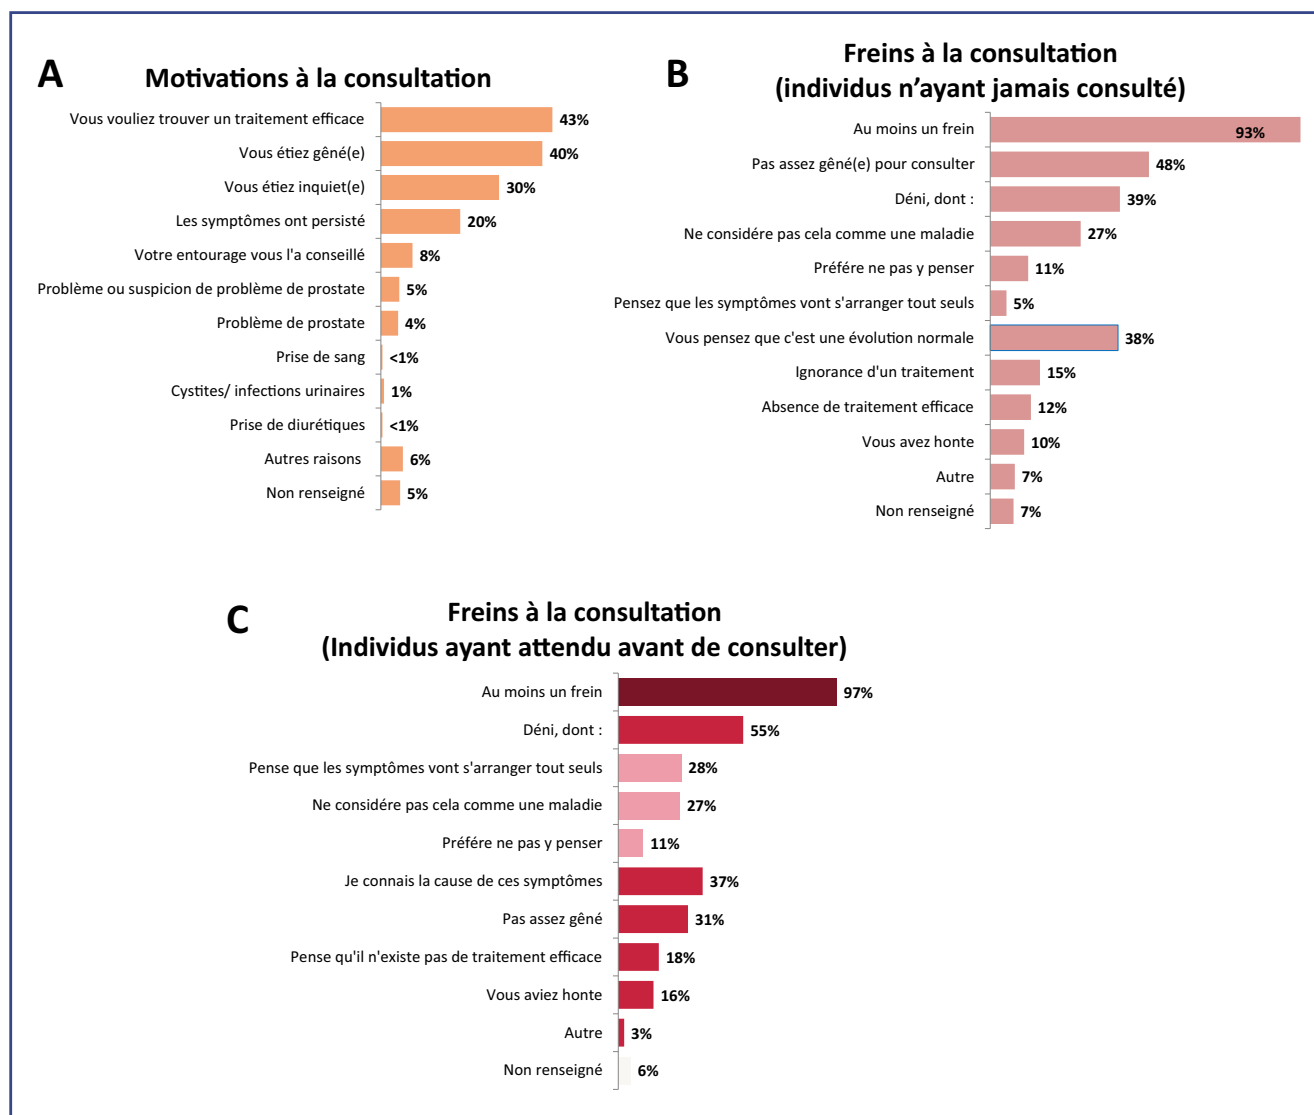 A
Motivations à la consultation
Vous vouliez trouver un traitement efficace 43%
Vous étiez gêné(e) 40%
Vous étiez inquiet(e) 30%
Les symptômes ont persisté 20%
Votre entourage vous l'a conseillé 8%
Problème ou suspicion de problème de prostate 5%
Problème de prostate 4%
Prise de sang <1%
Cystites/ infections urinaires 1%
Prise de diurétiques <1%
Autres raisons 6%
Non renseigné 5%
B
Freins à la consultation
(individus n’ayant jamais consulté)
Au moins un frein 93%
Pas assez gêné(e) pour consulter 48%
Déni, dont : 39%
Ne considére pas cela comme une maladie 27%
Préfére ne pas y penser 11%
Pensez que les symptômes vont s'arranger tout seuls 5%
Vous pensez que c'est une évolution normale 38%
Ignorance d'un traitement 15%
Absence de traitement efficace 12%
Vous avez honte 10%
Autre 7%
Non renseigné 7%
C
Freins à la consultation
(Individus ayant attendu avant de consulter)
Au moins un frein 97%
Déni, dont : 55%
Pense que les symptômes vont s'arranger tout seuls 28%
Ne considére pas cela comme une maladie 27%
Préfére ne pas y penser 11%
Je connais la cause de ces symptômes 37%
Pas assez gêné 31%
Pense qu'il n'existe pas de traitement efficace 18%
Vous aviez honte 16%
Autre 3%
Non renseigné 6%